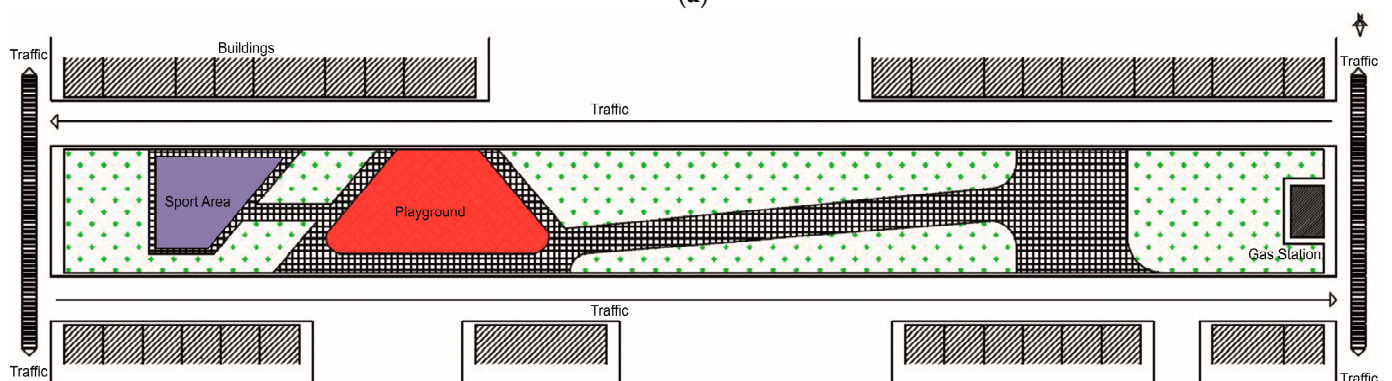 (a)
Buildings
Traffic
Traffic
Traffic
Sport Area
Playground
Gas Station
Traffic
Traffic
Traffic